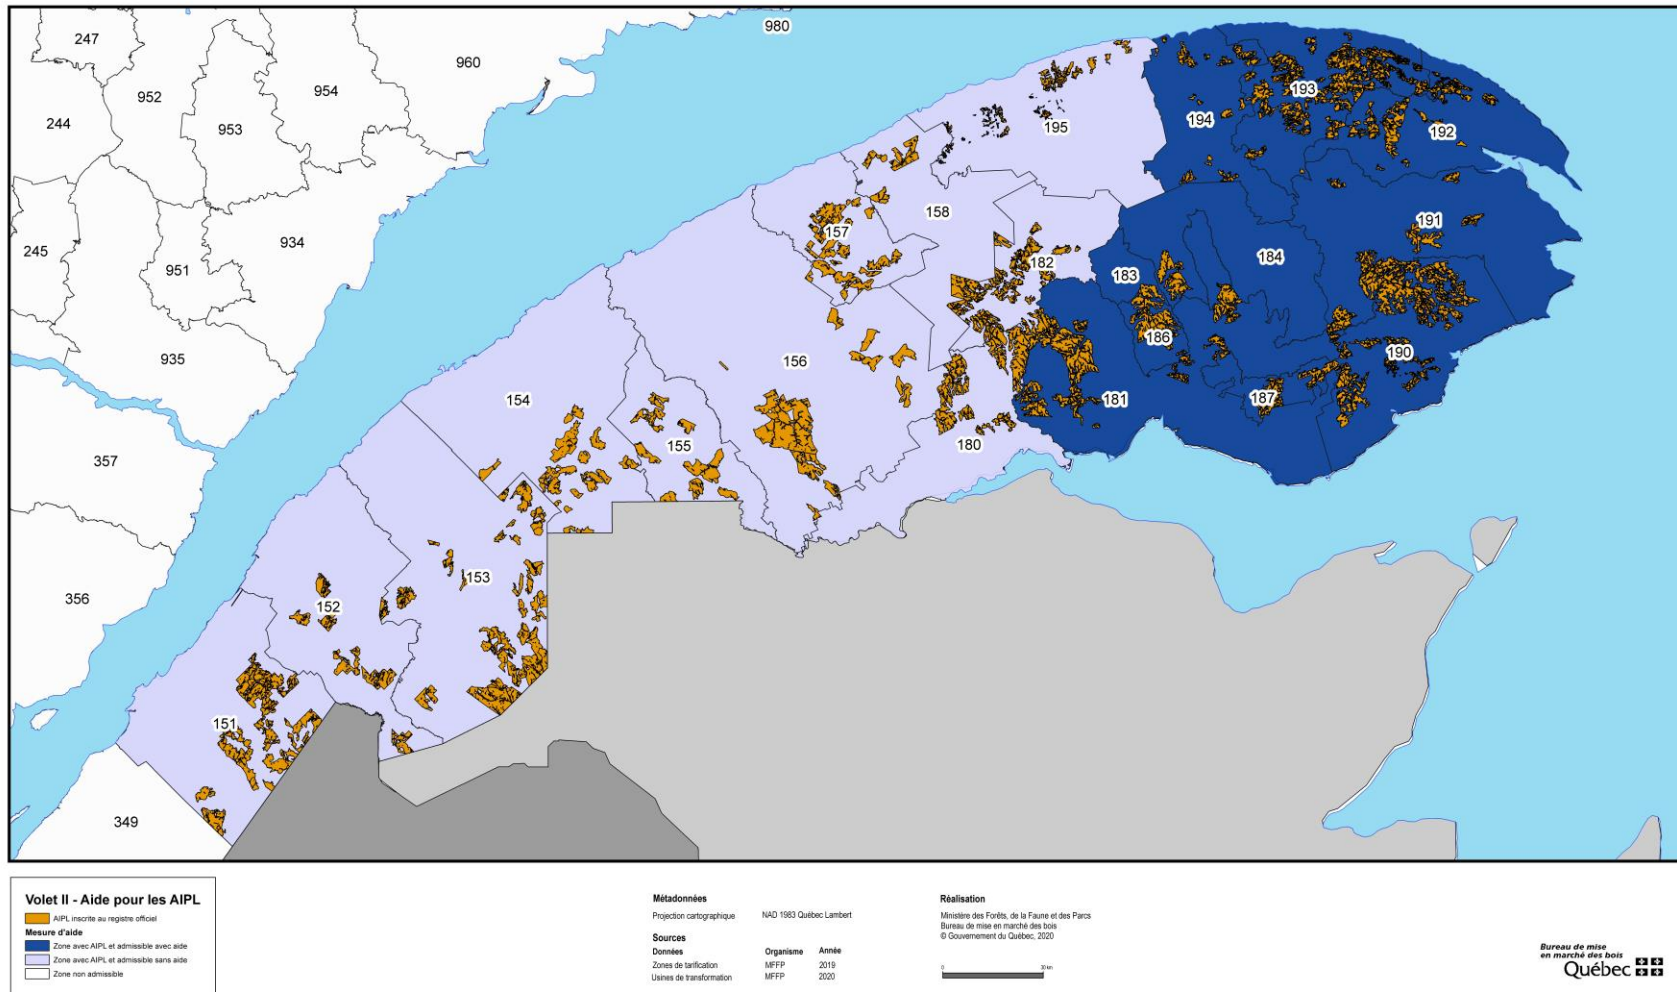 980
247
960
952
954
193
244
953
194
192
195
158
191
157
934
245
182
184
951
183
186
935
156
190
154
181
187
155
180
357
153
356
152
151
349
Volet II - Aide pour les AIPL
AIPL inscrite au registre officiel
Mesure d'aide
Zone avec AIPL et admissible avec aide
Zone avec AIPL et admissible sans aide
Zone non admissible
Métadonnées
Projection cartographique NAD 1983 Québec Lambert
Sources
Données Organisme Année
Zones de tarification MFFP 2019
Usines de transformation MFFP 2020
Réalisation
Ministère des Forêts, de la Faune et des Parcs
Bureau de mise en marché des bois
© Gouvernement du Québec, 2020
0 30 km
Bureau de mise
en marché des bois
Québec